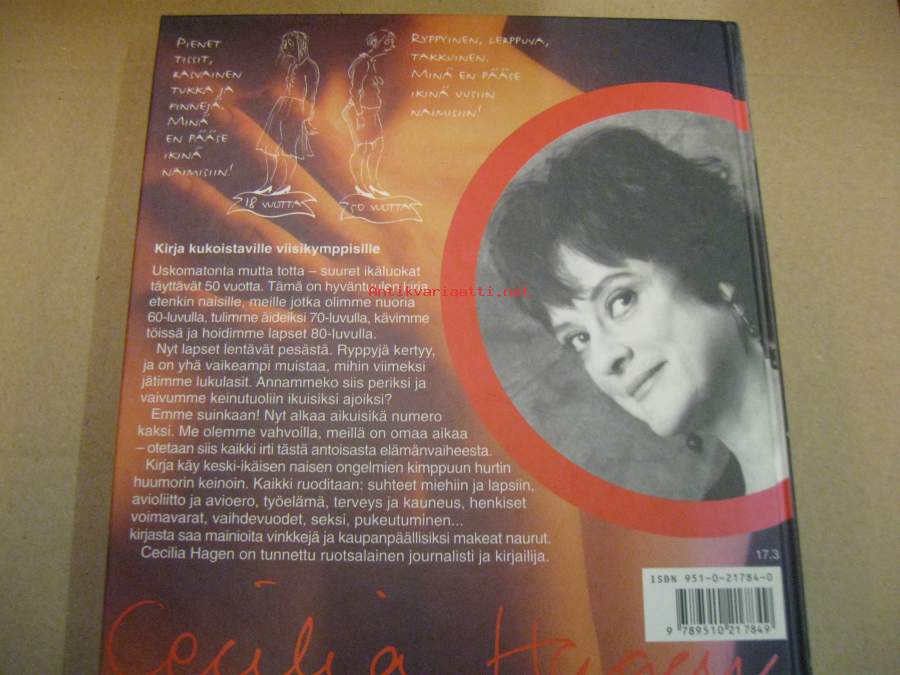 PIENET
TISSIT,
RASVAINEN
TUKKA JA
FINNEJÄ.
MINÄ
EN PÄÄSE
IKINÄ
NAIMISIIN!
18 VUOTTA
RYPPYINEN, LERPPUVA,
TAKKUINEN.
MINÄ EN PÄÄSE
IKINÄ UUSIIN
NAIMISIIN!
50 VUOTTA
Kirja kukoistaville viisikymppisille
Uskomatonta mutta totta – suuret ikäluokat
täyttävät 50 vuotta. Tämä on hyväntuulen kirja
etenkin naisille, meille jotka olimme nuoria
60-luvulla, tulimme äideiksi 70-luvulla, kävimme
töissä ja hoidimme lapset 80-luvulla.
Nyt lapset lentävät pesästä. Ryppyjä kertyy,
ja on yhä vaikeampi muistaa, mihin viimeksi
jätimme lukulasit. Annammeko siis periksi ja
vaivumme keinutuoliin ikuisiksi ajoiksi?
Emme suinkaan! Nyt alkaa aikuisikä numero
kaksi. Me olemme vahvoilla, meillä on omaa aikaa
– otetaan siis kaikki irti tästä antoisasta elämänvaiheesta.
Kirja käy keski-ikäisen naisen ongelmien kimppuun hurtin
huumorin keinoin. Kaikki ruoditaan: suhteet miehiin ja lapsiin,
avioliitto ja avioero, työelämä, terveys ja kauneus, henkiset
voimavarat, vaihdevuodet, seksi, pukeutuminen...
kirjasta saa mainioita vinkkejä ja kaupanpäällisiksi makeat naurut.
Cecilia Hagen on tunnettu ruotsalainen journalisti ja kirjailija.
Antikvariaatti.net
17.3
ISBN 951-0-21784-0
9 789510 217849
Cecilia Hagen